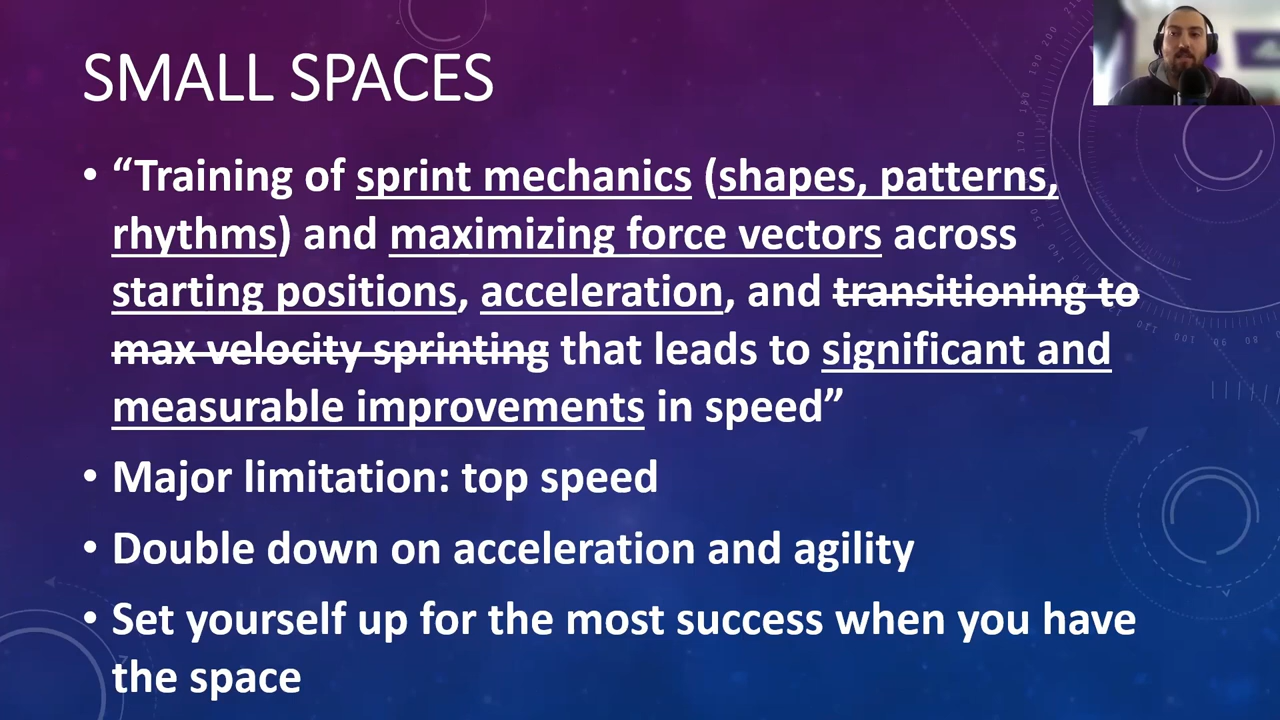 SMALL SPACES
• “Training of sprint mechanics (shapes, patterns,
rhythms) and maximizing force vectors across
starting positions, acceleration, and transitioning to
max velocity sprinting that leads to significant and
measurable improvements in speed”
• Major limitation: top speed
• Double down on acceleration and agility
• Set yourself up for the most success when you have
the space